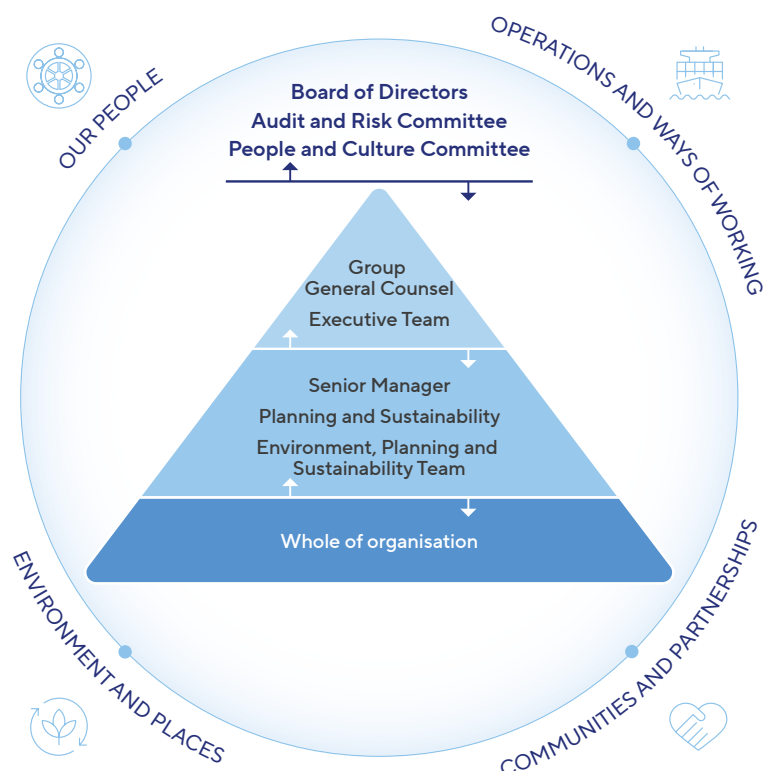 OUR PEOPLE
OPERATIONS AND WAYS OF WORKING
Board of Directors
Audit and Risk Committee
People and Culture Committee
Group
General Counsel
Executive Team
Senior Manager
Planning and Sustainability
Environment, Planning and
Sustainability Team
Whole of organisation
ENVIRONMENT AND PLACES
COMMUNITIES AND PARTNERSHIPS